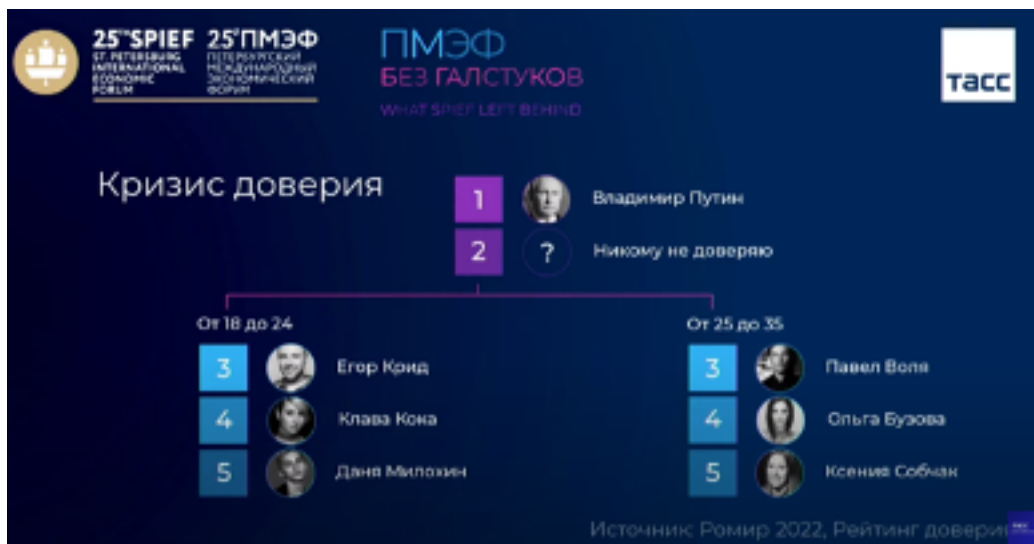 25TH SPIEF
ST. PETERSBURG
INTERNATIONAL
ECONOMIC
FORUM
25Й ПМЭФ
ПЕТЕРБУРГСКИЙ
МЕЖДУНАРОДНЫЙ
ЭКОНОМИЧЕСКИЙ
ФОРУМ
ПМЭФ
БЕЗ ГАЛСТУКОВ
WHAT SPIEF LEFT BEHIND
ТАСС
Кризис доверия
1 Владимир Путин
2 ? Никому не доверяю
От 18 до 24
3 Егор Крид
4 Клава Кока
5 Даня Милохин
От 25 до 35
3 Павел Воля
4 Ольга Бузова
5 Ксения Собчак
Источник: Ромир 2022, Рейтинг доверия